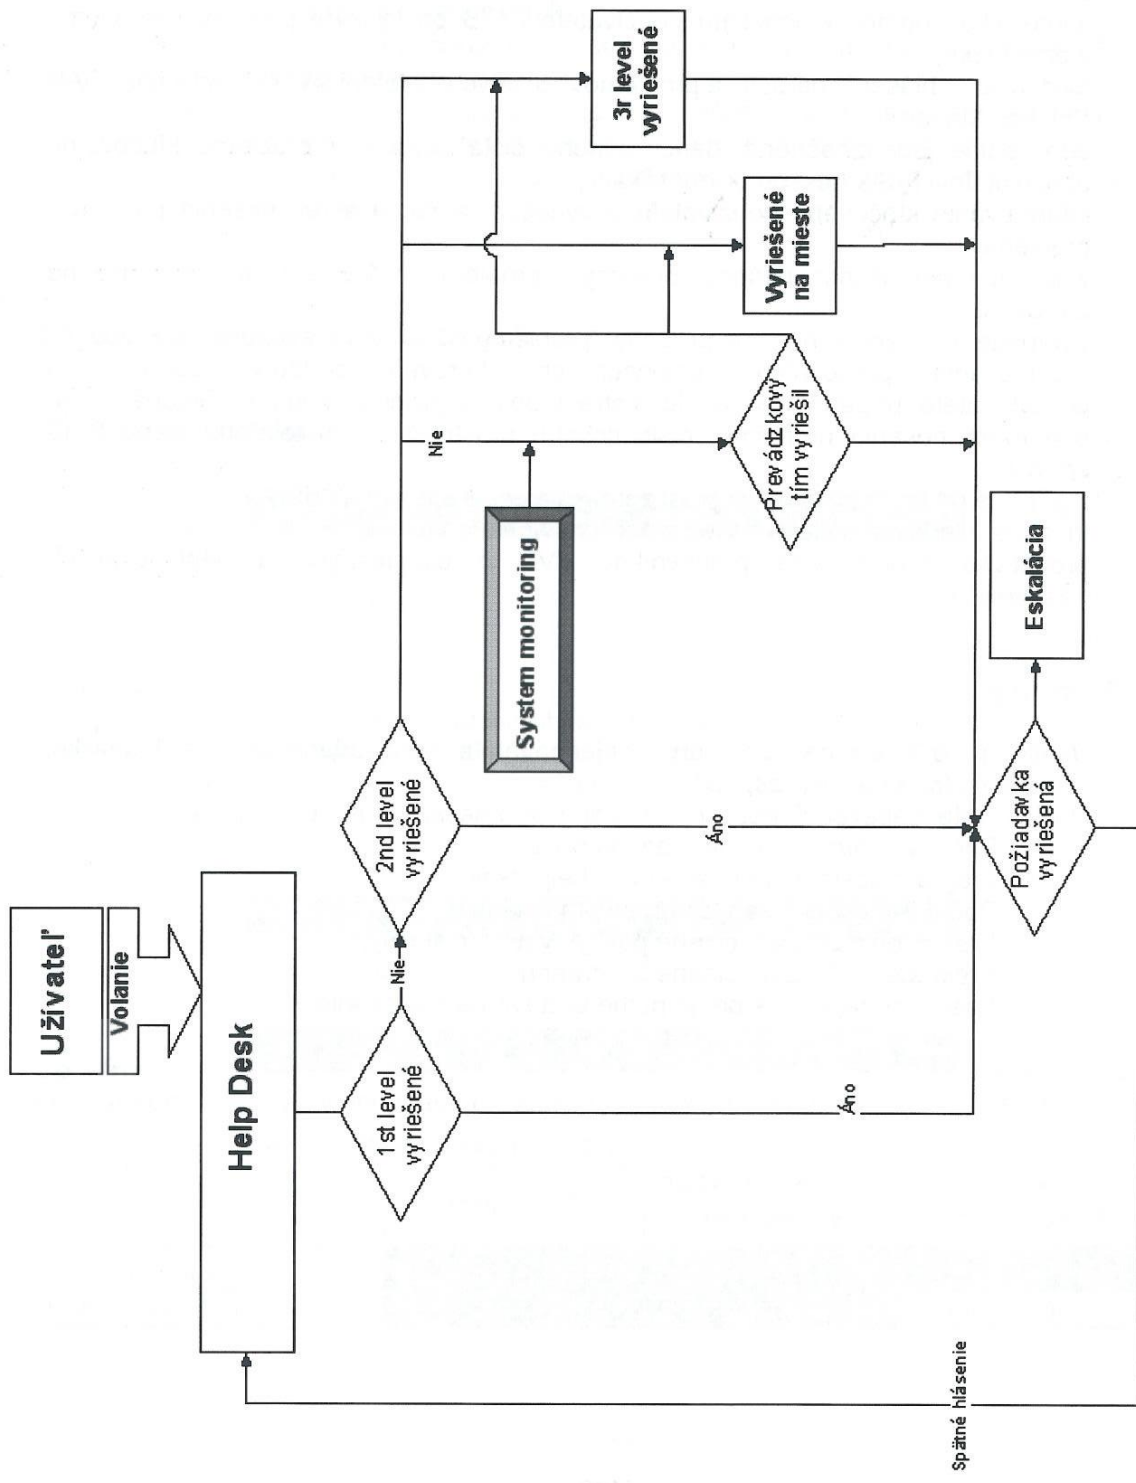 Užívateľ
Volanie
Help Desk
1st level
vyriešené
Nie
2nd level
vyriešené
Nie
System monitoring
Prevádzkový
tím vyriešil
Vyriešené
na mieste
3r level
vyriešené
Áno
Áno
Požiadavka
vyriešená
Eskalácia
Spätné hlásenie